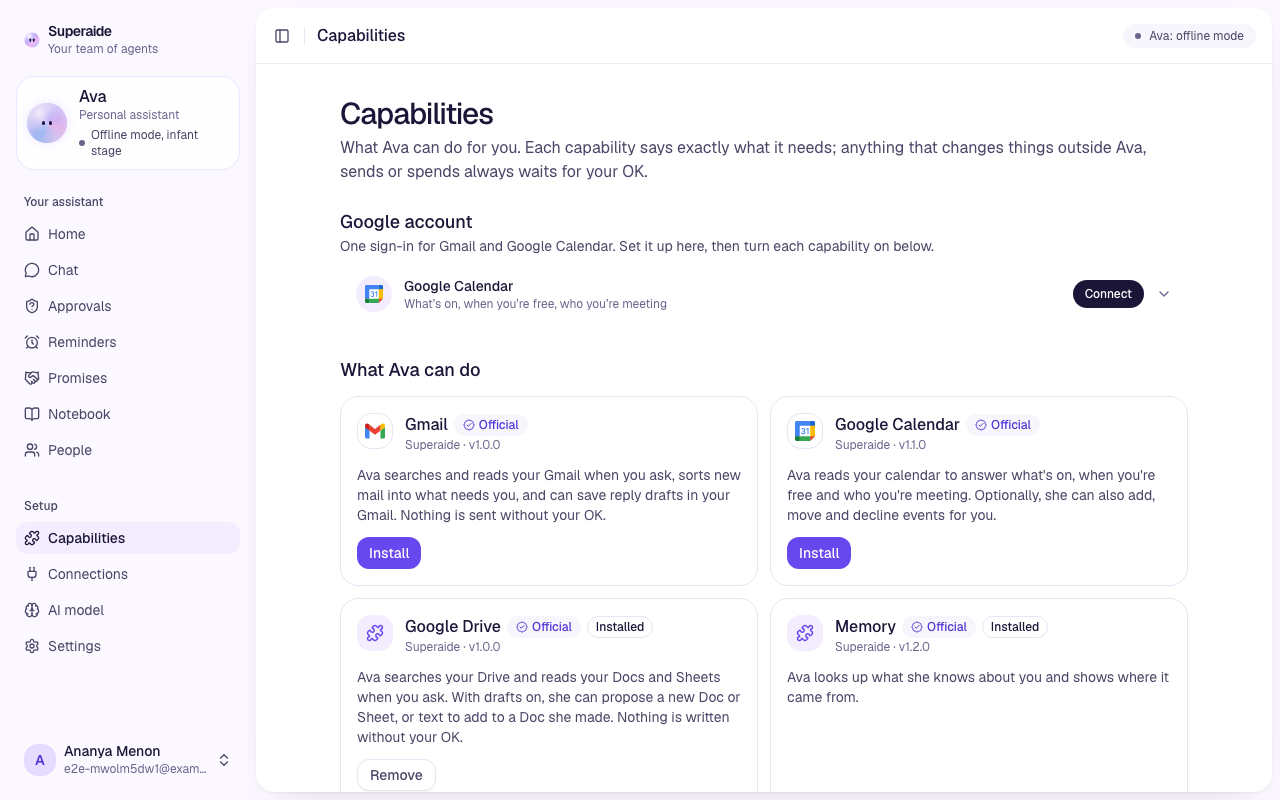 Superaide
Your team of agents
Ava
Personal assistant
Offline mode, infant
stage
Your assistant
Home
Chat
Approvals
Reminders
Promises
Notebook
People
Setup
Capabilities
Connections
AI model
Settings
A
Ananya Menon
e2e-mwolm5dw1@exam...
Capabilities
Ava: offline mode
Capabilities
What Ava can do for you. Each capability says exactly what it needs; anything that changes things outside Ava,
sends or spends always waits for your OK.
Google account
One sign-in for Gmail and Google Calendar. Set it up here, then turn each capability on below.
31
Google Calendar
What's on, when you're free, who you're meeting
Connect
What Ava can do
Gmail Official
Superaide · v1.0.0
Ava searches and reads your Gmail when you ask, sorts new
mail into what needs you, and can save reply drafts in your
Gmail. Nothing is sent without your OK.
Install
31
Google Calendar Official
Superaide · v1.1.0
Ava reads your calendar to answer what's on, when you're
free and who you're meeting. Optionally, she can also add,
move and decline events for you.
Install
Google Drive Official Installed
Superaide · v1.0.0
Ava searches your Drive and reads your Docs and Sheets
when you ask. With drafts on, she can propose a new Doc or
Sheet, or text to add to a Doc she made. Nothing is written
without your OK.
Remove
Memory Official Installed
Superaide · v1.2.0
Ava looks up what she knows about you and shows where it
came from.